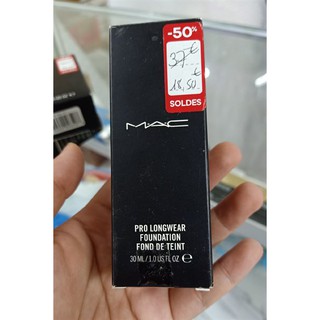 -50%
37 €
18,50 €
SOLDES
MAC
PRO LONGWEAR
FOUNDATION
FOND DE TEINT
30 ML / 1.0 US FL OZ ℮